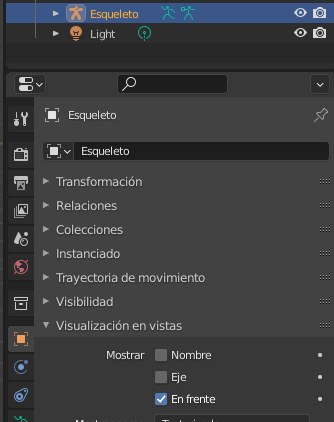 Esqueleto
Light
Esqueleto
Esqueleto
Transformación
Relaciones
Colecciones
Instanciado
Trayectoria de movimiento
Visibilidad
Visualización en vistas
Mostrar Nombre
Eje
En frente